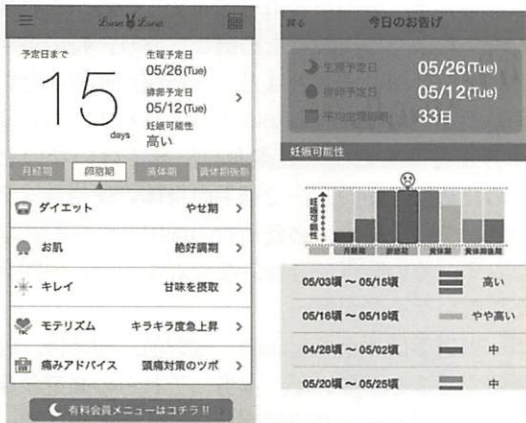 Luna Luna
予定日まで
15
days
生理予定日
05/26(Tue)
排卵予定日
05/12(Tue)
妊娠可能性
高い
月経期
卵胞期
黄体期
黄体期後期
ダイエット やせ期
お肌 絶好調期
キレイ 甘味を摂取
モテリズム キラキラ度急上昇
痛みアドバイス 頭痛対策のツボ
有料会員メニューはコチラ!!
戻る
今日のお告げ
生理予定日 05/26(Tue)
排卵予定日 05/12(Tue)
平均生理周期 33日
妊娠可能性
妊娠可能性
月経期
卵胞期
黄体期
黄体期後期
05/03頃 〜 05/15頃 高い
05/16頃 〜 05/19頃 やや高い
04/28頃 〜 05/02頃 中
05/20頃 〜 05/25頃 中